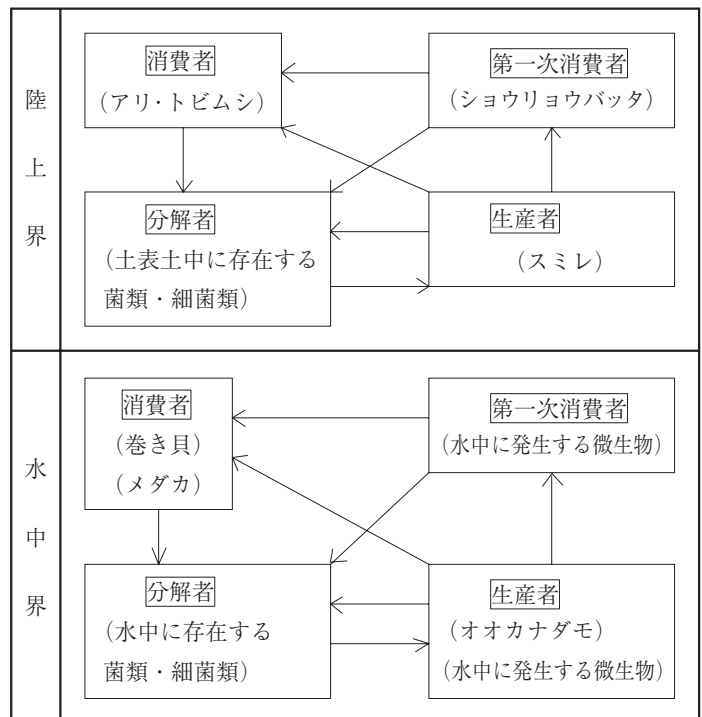 陸上界
消費者
(アリ・トビムシ)
第一次消費者
(ショウリョウバッタ)
分解者
(土表土中に存在する
菌類・細菌類)
生産者
(スミレ)
水中界
消費者
(巻き貝)
(メダカ)
第一次消費者
(水中に発生する微生物)
分解者
(水中に存在する
菌類・細菌類)
生産者
(オオカナダモ)
(水中に発生する微生物)